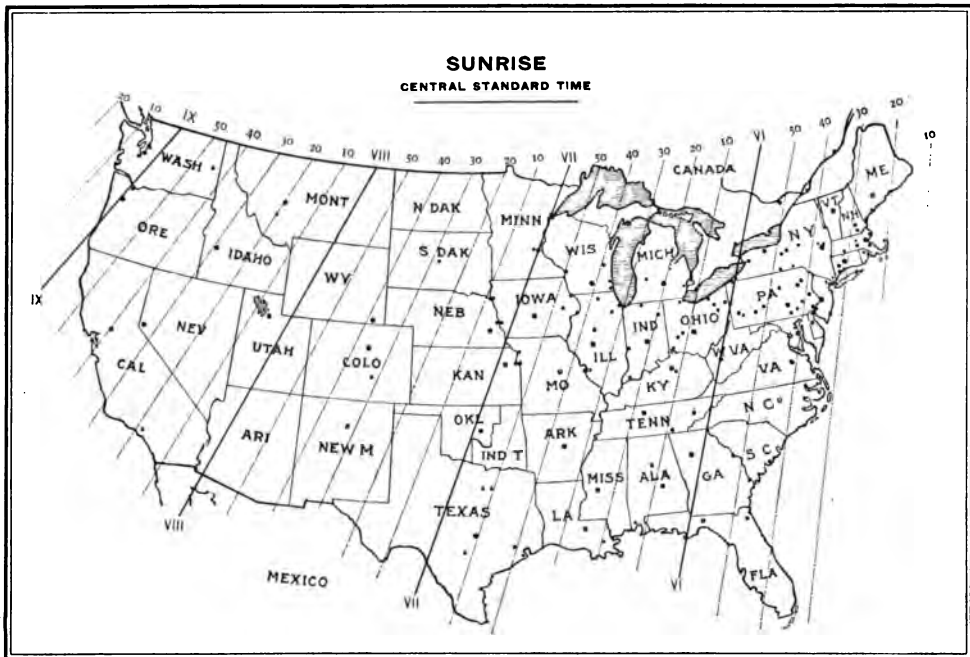 SUNRISE
CENTRAL STANDARD TIME
20 10 IX 50 40 30 20 10 VIII 50 40 30 20 10 VII 50 40 30 20 10 VI 50 40 30 20
10
CANADA
WASH
MONT
N DAK
MINN
ME
VT
NH
ORE
IDAHO
S DAK
WIS
MICH
NY
WY
IX
NEB
IOWA
PA
NEV
UTAH
COLO
ILL
IND
OHIO
W VA
VA
CAL
KAN
MO
KY
ARI
NEW M
OKL
IND T
ARK
TENN
N C
S C
MISS
ALA
GA
TEXAS
LA
VIII
MEXICO
VII
VI
FLA